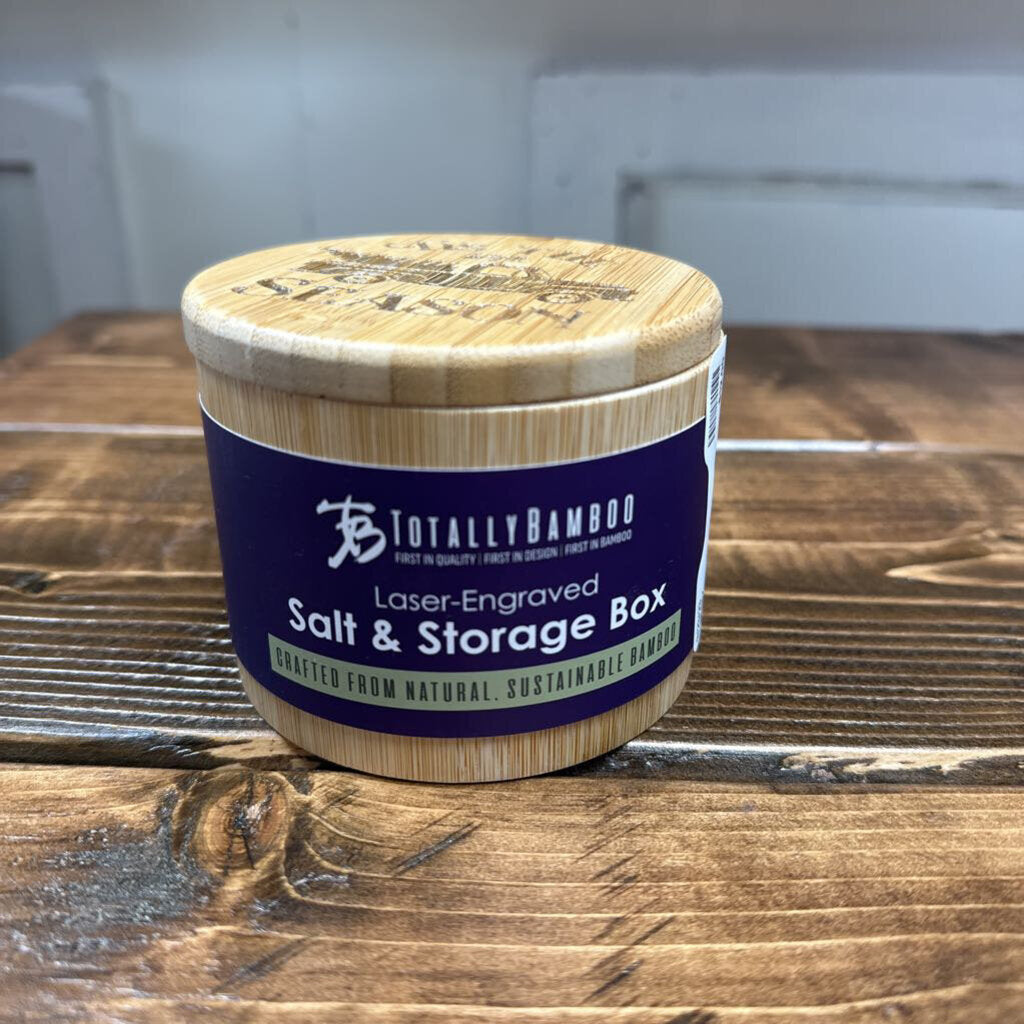 SEASON
TB TOTALLYBAMBOO
FIRST IN QUALITY | FIRST IN DESIGN | FIRST IN BAMBOO
Laser-Engraved
Salt & Storage Box
CRAFTED FROM NATURAL. SUSTAINABLE BAMBOO